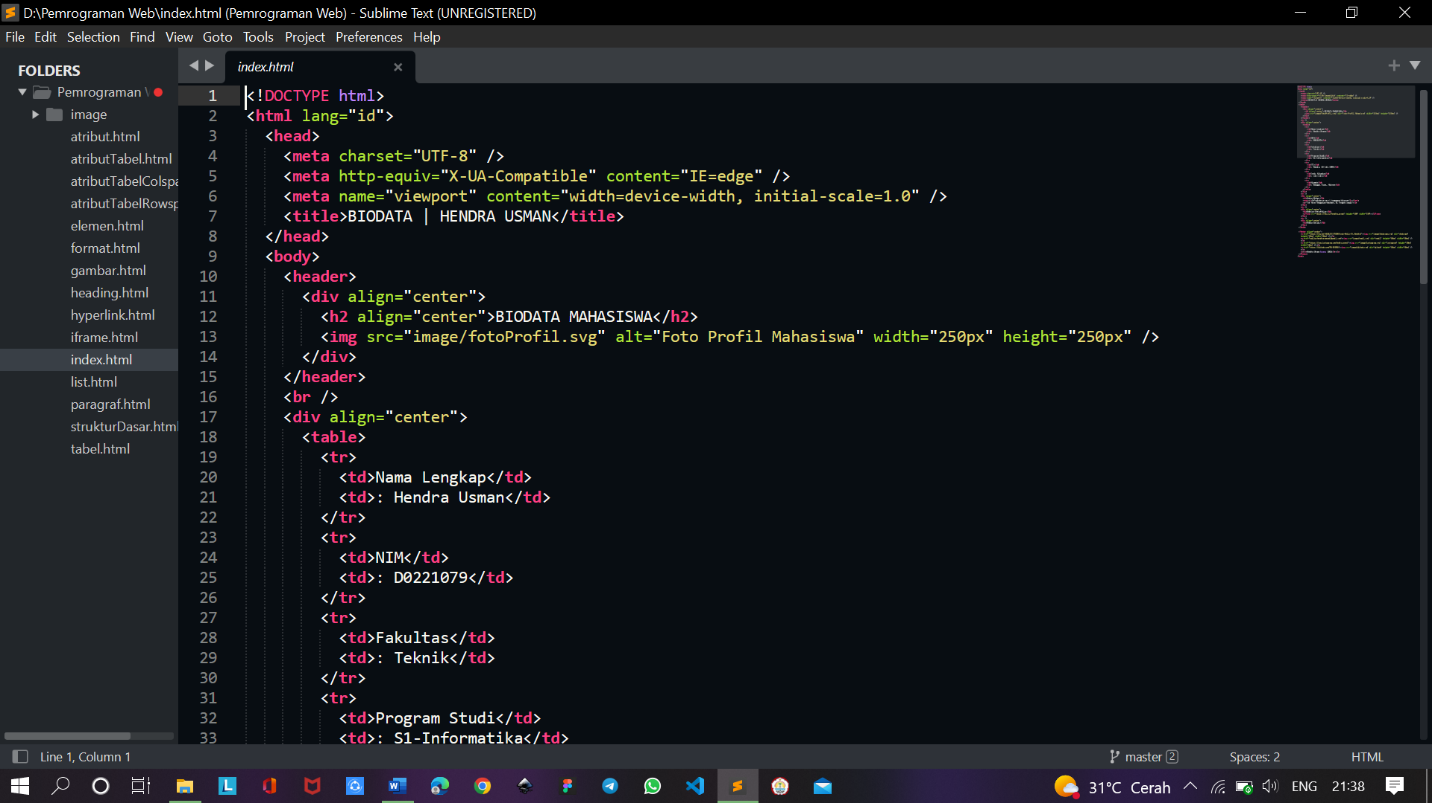 D:\Pemrograman Web\index.html (Pemrograman Web) - Sublime Text (UNREGISTERED)
File Edit Selection Find View Goto Tools Project Preferences Help
FOLDERS
Pemrograman
image
atribut.html
atributTabel.html
atributTabelColspa
atributTabelRowsp
elemen.html
format.html
gambar.html
heading.html
hyperlink.html
iframe.html
index.html
list.html
paragraf.html
strukturDasar.html
tabel.html
index.html
1 <!DOCTYPE html>
2 <html lang="id">
3 <head>
4 <meta charset="UTF-8" />
5 <meta http-equiv="X-UA-Compatible" content="IE=edge" />
6 <meta name="viewport" content="width=device-width, initial-scale=1.0" />
7 <title>BIODATA | HENDRA USMAN</title>
8 </head>
9 <body>
10 <header>
11 <div align="center">
12 <h2 align="center">BIODATA MAHASISWA</h2>
13 <img src="image/fotoProfil.svg" alt="Foto Profil Mahasiswa" width="250px" height="250px" />
14 </div>
15 </header>
16 <br />
17 <div align="center">
18 <table>
19 <tr>
20 <td>Nama Lengkap</td>
21 <td>: Hendra Usman</td>
22 </tr>
23 <tr>
24 <td>NIM</td>
25 <td>: D0221079</td>
26 </tr>
27 <tr>
28 <td>Fakultas</td>
29 <td>: Teknik</td>
30 </tr>
31 <tr>
32 <td>Program Studi</td>
33 <td>: S1-Informatika</td>
Line 1, Column 1
master 2
Spaces: 2
HTML
31°C Cerah
ENG
21:38